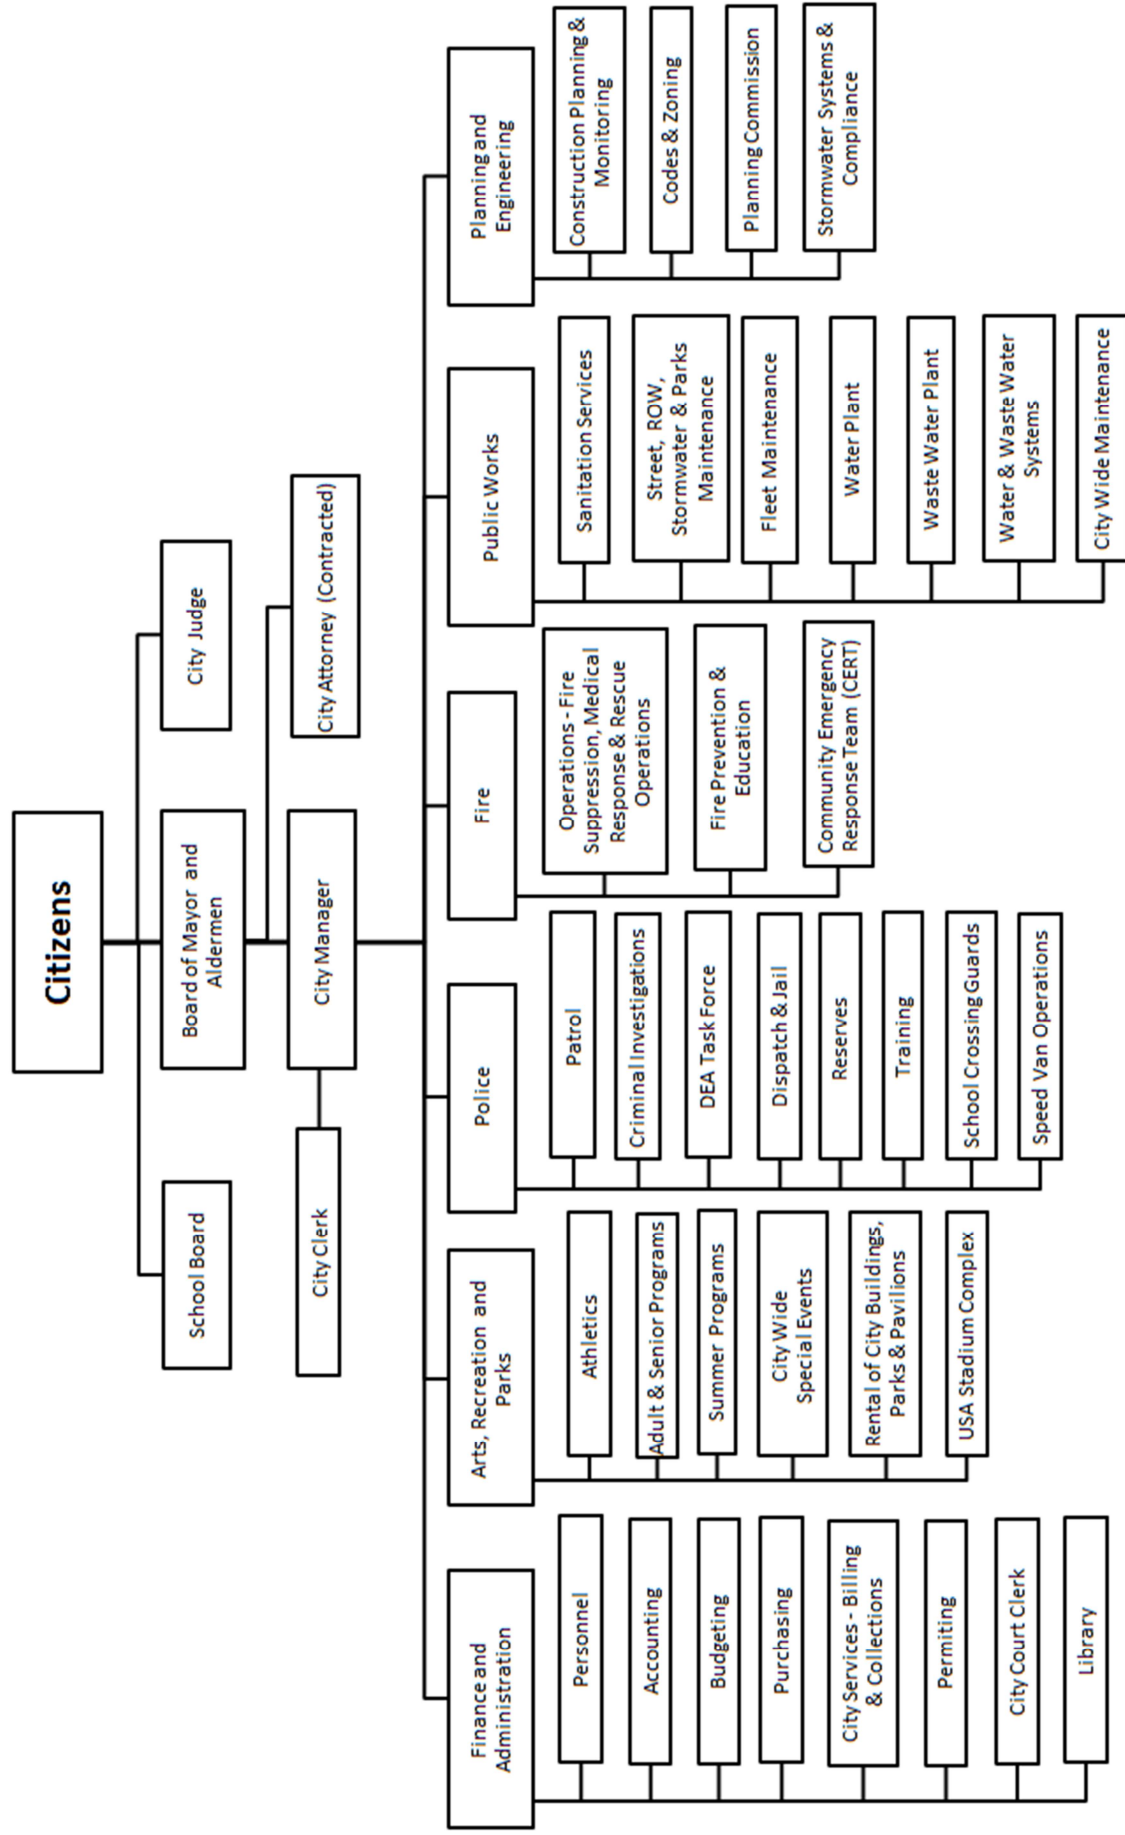 Citizens
School Board
Board of Mayor and
Aldermen
City Judge
City Clerk
City Manager
City Attorney (Contracted)
Finance and
Administration
Personnel
Accounting
Budgeting
Purchasing
City Services - Billing
& Collections
Permiting
City Court Clerk
Library
Arts, Recreation and
Parks
Athletics
Adult & Senior Programs
Summer Programs
City Wide
Special Events
Rental of City Buildings,
Parks & Pavilions
USA Stadium Complex
Police
Patrol
Criminal Investigations
DEA Task Force
Dispatch & Jail
Reserves
Training
School Crossing Guards
Speed Van Operations
Fire
Operations - Fire
Suppression, Medical
Response & Rescue
Operations
Fire Prevention &
Education
Community Emergency
Response Team (CERT)
Public Works
Sanitation Services
Street, ROW,
Stormwater & Parks
Maintenance
Fleet Maintenance
Water Plant
Waste Water Plant
Water & Waste Water
Systems
City Wide Maintenance
Planning and
Engineering
Construction Planning &
Monitoring
Codes & Zoning
Planning Commission
Stormwater Systems &
Compliance